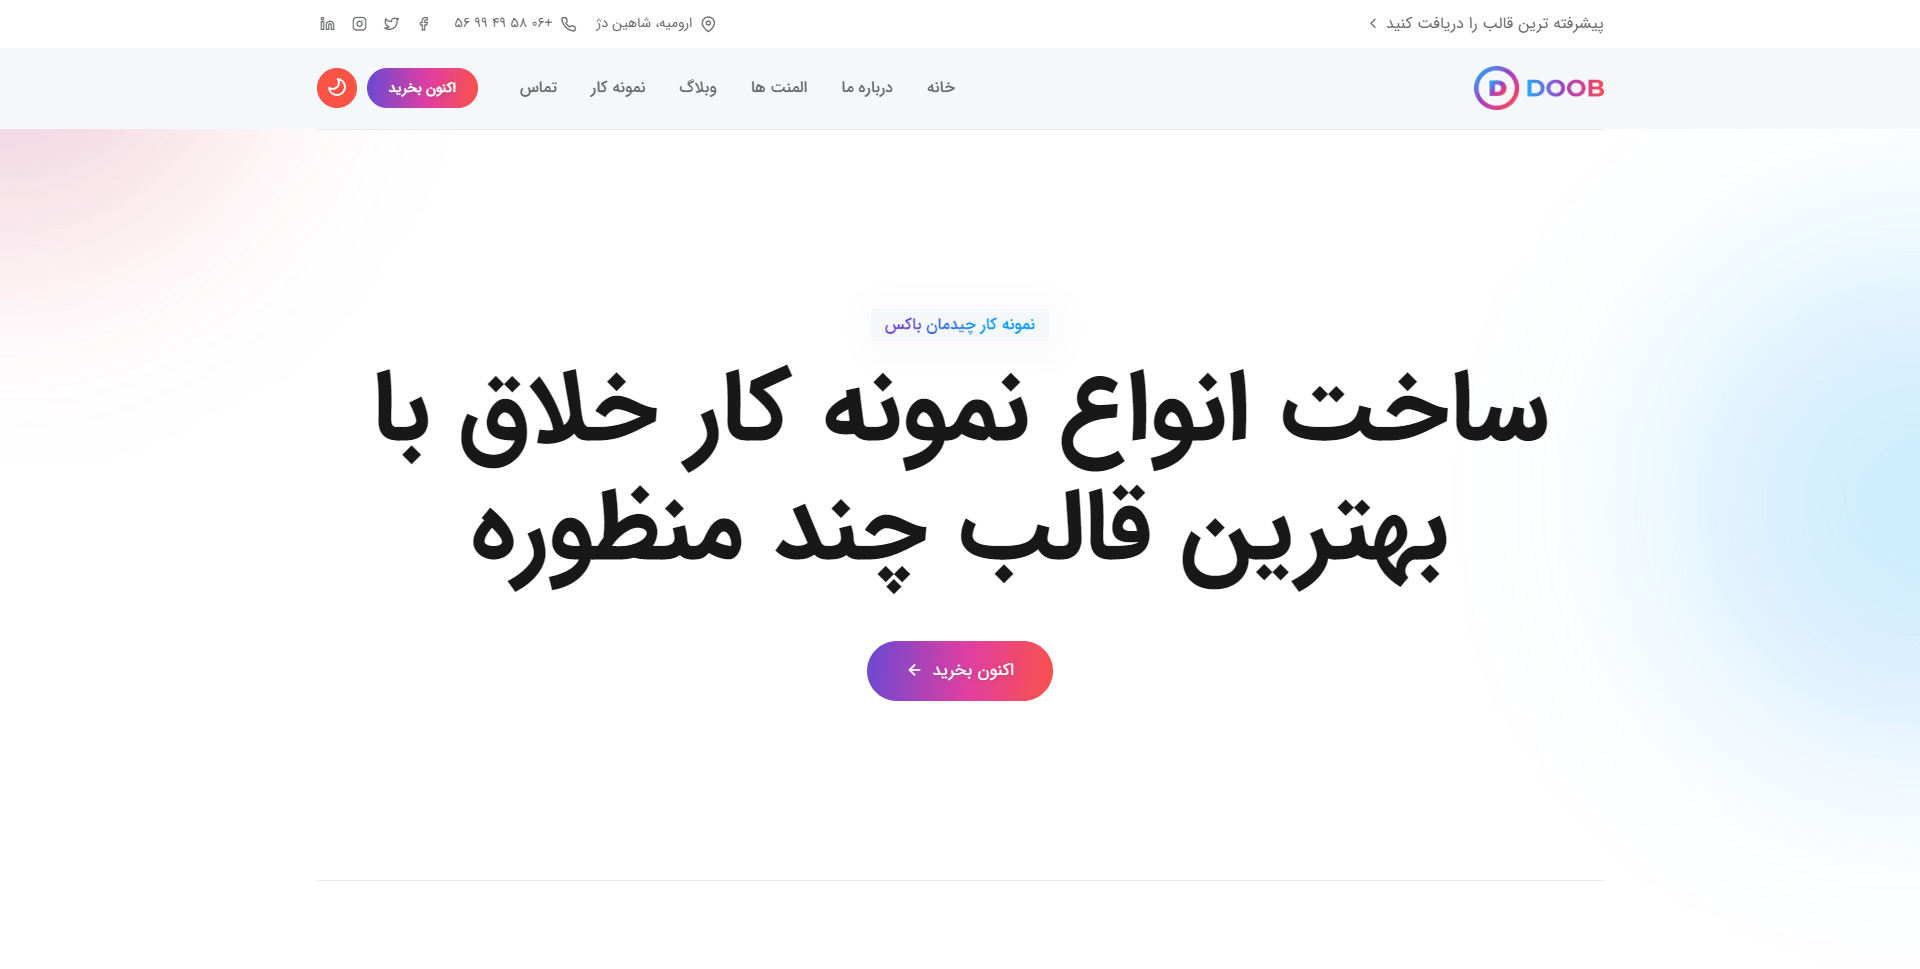 پیشرفته ترین قالب را دریافت کنید
ارومیه، شاهین دژ
+۰۶ ۵۸ ۴۹ ۹۹ ۵۶
D DOOB
خانه
درباره ما
المنت ها
وبلاگ
نمونه کار
تماس
اکنون بخرید
نمونه کار چیدمان باکس
ساخت انواع نمونه کار خلاق با
بهترین قالب چند منظوره
اکنون بخرید